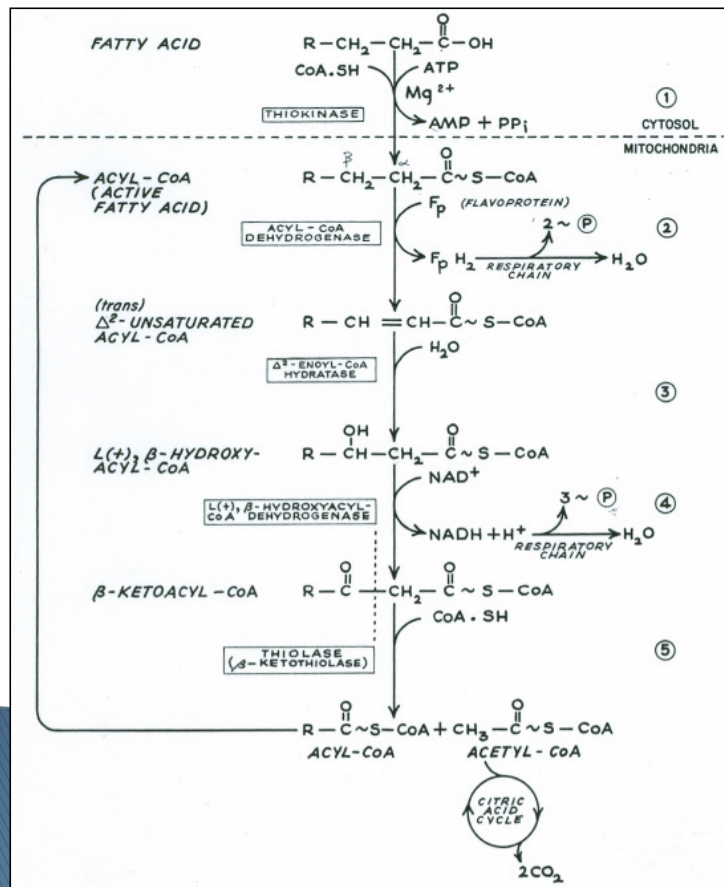 FATTY ACID
R—CH₂—CH₂—C—OH
O
CoA.SH
ATP
Mg²⁺
THIOKINASE
AMP + PPᵢ
①
CYTOSOL
MITOCHONDRIA
β
α
ACYL-CoA
(ACTIVE
FATTY ACID)
R—CH₂—CH₂—C~S—CoA
O
Fp (FLAVOPROTEIN)
ACYL-CoA
DEHYDROGENASE
2~Ⓟ
②
Fp H₂
RESPIRATORY
CHAIN
H₂O
(trans)
Δ²-UNSATURATED
ACYL-CoA
R—CH=CH—C~S—CoA
O
H₂O
Δ²-ENOYL-CoA
HYDRATASE
③
L(+), β-HYDROXY-
ACYL-CoA
OH
O
R—CH—CH₂—C~S—CoA
NAD⁺
L(+), β-HYDROXYACYL-
CoA DEHYDROGENASE
3~Ⓟ
④
NADH + H⁺
RESPIRATORY
CHAIN
H₂O
β-KETOACYL-CoA
O
O
R—C—CH₂—C~S—CoA
CoA.SH
THIOLASE
(β-KETOTHIOLASE)
⑤
O
O
R—C~S—CoA + CH₃—C~S—CoA
ACYL-CoA
ACETYL-CoA
CITRIC
ACID
CYCLE
2CO₂